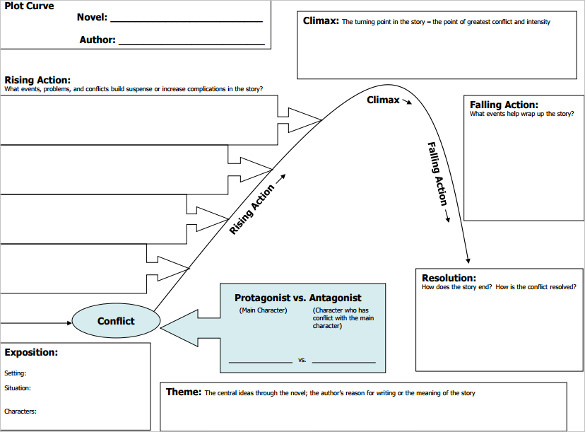 Plot Curve
Novel: ____________________
Author: ____________________
Climax: The turning point in the story = the point of greatest conflict and intensity
Rising Action:
What events, problems, and conflicts build suspense or increase complications in the story?
Climax
Falling Action:
What events help wrap up the story?
Falling Action
Rising Action
Resolution:
How does the story end? How is the conflict resolved?
Protagonist vs. Antagonist
(Main Character) (Character who has
conflict with the main
character)
____________ vs. ____________
Conflict
Exposition:
Setting:
Situation:
Characters:
Theme: The central ideas through the novel; the author's reason for writing or the meaning of the story